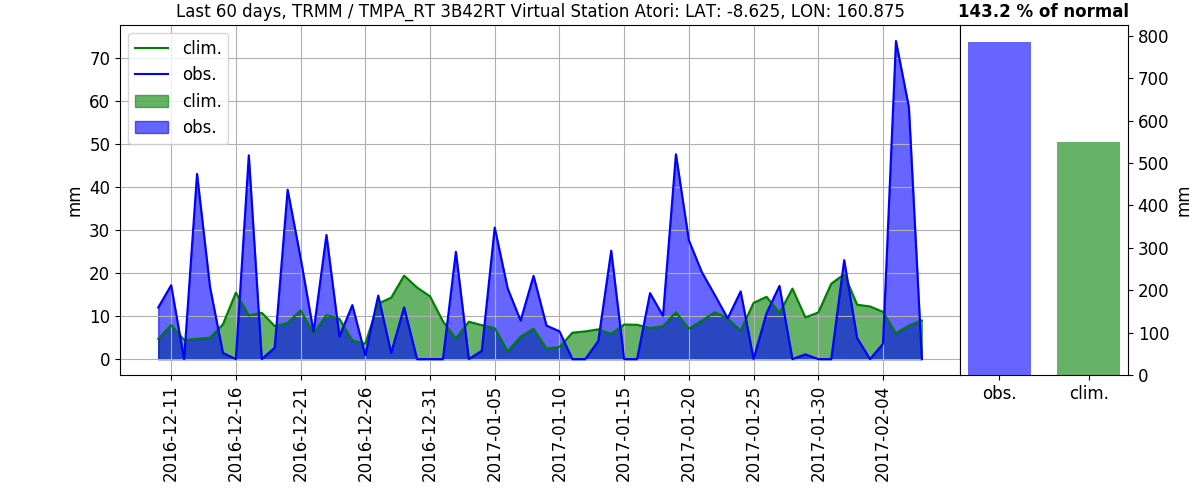 Last 60 days, TRMM / TMPA_RT 3B42RT Virtual Station Atori: LAT: -8.625, LON: 160.875
143.2 % of normal
clim.
obs.
clim.
obs.
mm
70
60
50
40
30
20
10
0
2016-12-11
2016-12-16
2016-12-21
2016-12-26
2016-12-31
2017-01-05
2017-01-10
2017-01-15
2017-01-20
2017-01-25
2017-01-30
2017-02-04
800
700
600
500
400
300
200
100
0
mm
obs.
clim.